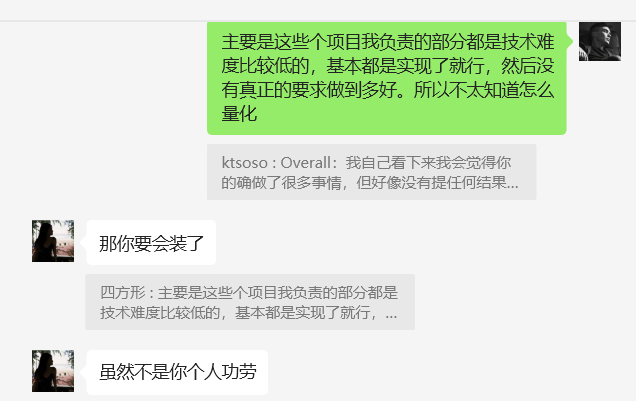 主要是这些个项目我负责的部分都是技术难
度比较低的，基本都是实现了就行，然后没
有真正的要求做到多好。所以不太知道怎么
量化
ktsoso : Overall：我自己看下来我会觉得你
的确做了很多事情，但好像没有提任何结果...
那你要会装了
四方形 : 主要是这些个项目我负责的部分都是
技术难度比较低的，基本都是实现了就行，...
虽然不是你个人功劳